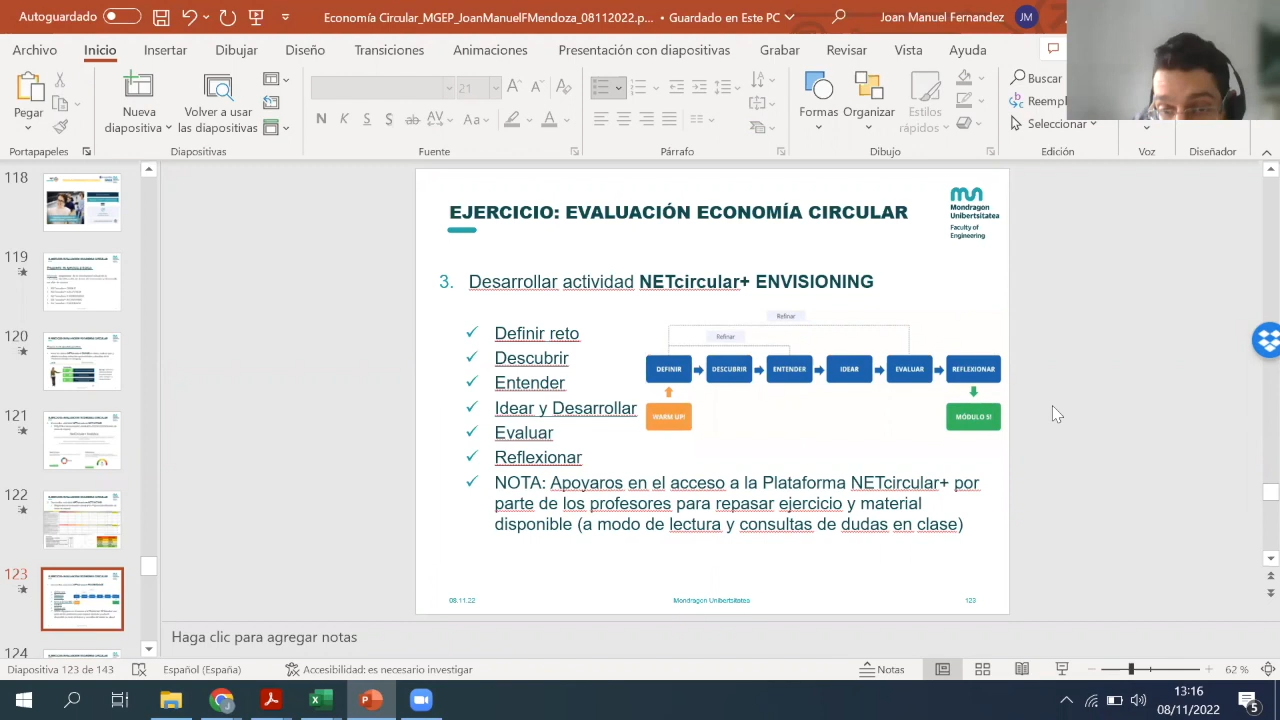 Autoguardado
Economía Circular_MGEP_JonMFernandez_08112022.p... • Guardado en Este PC
Joan Manuel Fernandez
JM
Archivo Inicio Insertar Dibujar Diseño Transiciones Animaciones Presentación con diapositivas Grabar Revisar Vista Ayuda
Nueva diapositiva
Volver a usar las diapositivas
Formas
Organizar
Estilos rápidos
Buscar
Seleccionar
Portapapeles
Diapositivas
Fuente
Párrafo
Dibujo
Edición
Voz
Diseñador
118
119
120
121
122
123
124
EJERCICIO EVALUACIÓN ECONOMÍA CIRCULAR
Mondragon
Unibertsitatea
Faculty of
Engineering
3. Desarrollar actividad NETcircular+ ENVISIONING
Definir reto
Descubrir
Entender
Desarrollar
Reflexionar
NOTA: Apoyaros en el acceso a la Plataforma NETcircular+ por
de los profesores para repasar ejercicio y material
disponible (a modo de lectura y consultas de dudas en clase)
Refinar
Refinar
DEFINIR
DESCUBRIR
ENTENDER
IDEAR
EVALUAR
REFLEXIONAR
WARM UP!
MÓDULO 5!
08.11.22
Mondragon Unibertsitatea
123
Haga clic para agregar notas
Diapositiva 123 de 143
Español (España)
Accesibilidad: es necesario investigar
Notas
62 %
13:16
08/11/2022
5